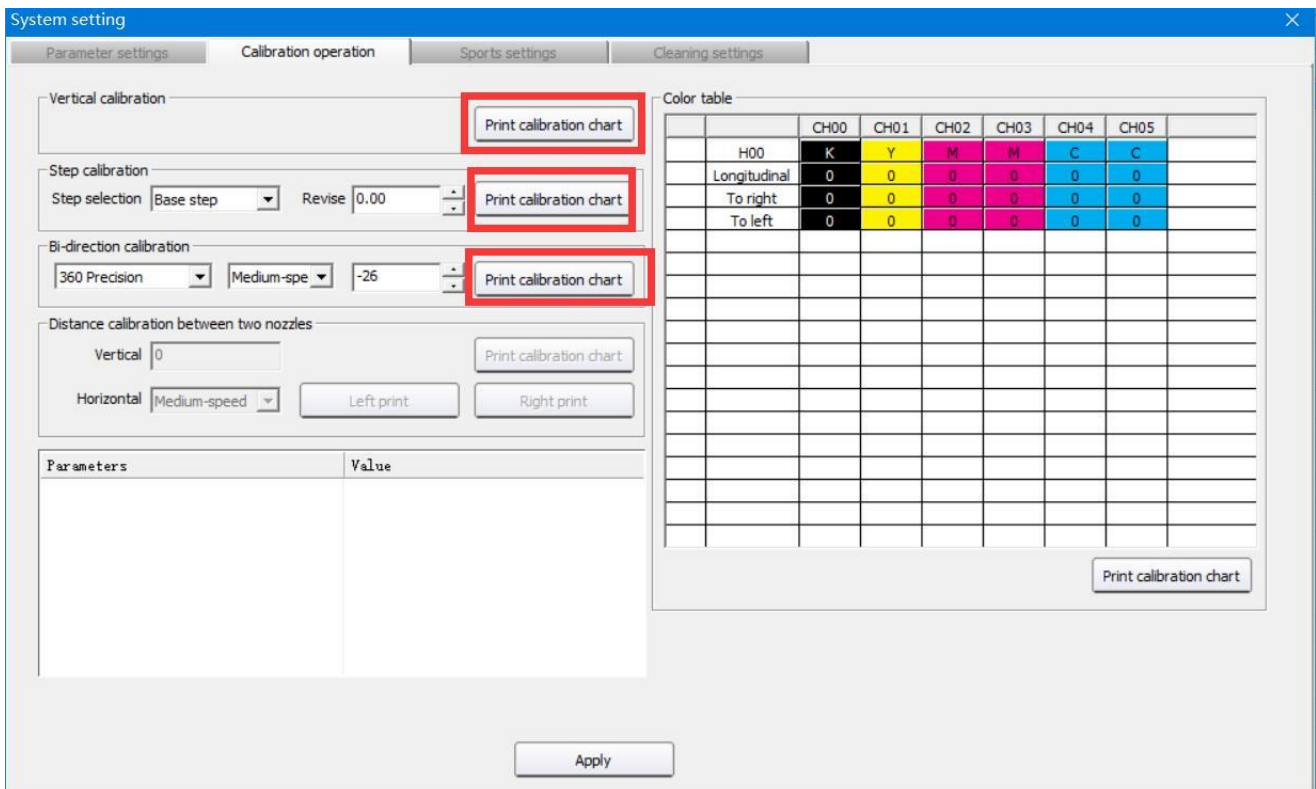 System setting
Parameter settings Calibration operation Sports settings Cleaning settings
Vertical calibration
Print calibration chart
Step calibration
Step selection Base step Revise 0.00 Print calibration chart
Bi-direction calibration
360 Precision Medium-spe -26 Print calibration chart
Distance calibration between two nozzles
Vertical 0 Print calibration chart
Horizontal Medium-speed Left print Right print
Parameters Value
Color table
CH00 CH01 CH02 CH03 CH04 CH05
H00 K Y M M C C
Longitudinal 0 0 0 0 0 0
To right 0 0 0 0 0 0
To left 0 0 0 0 0 0
Print calibration chart
Apply